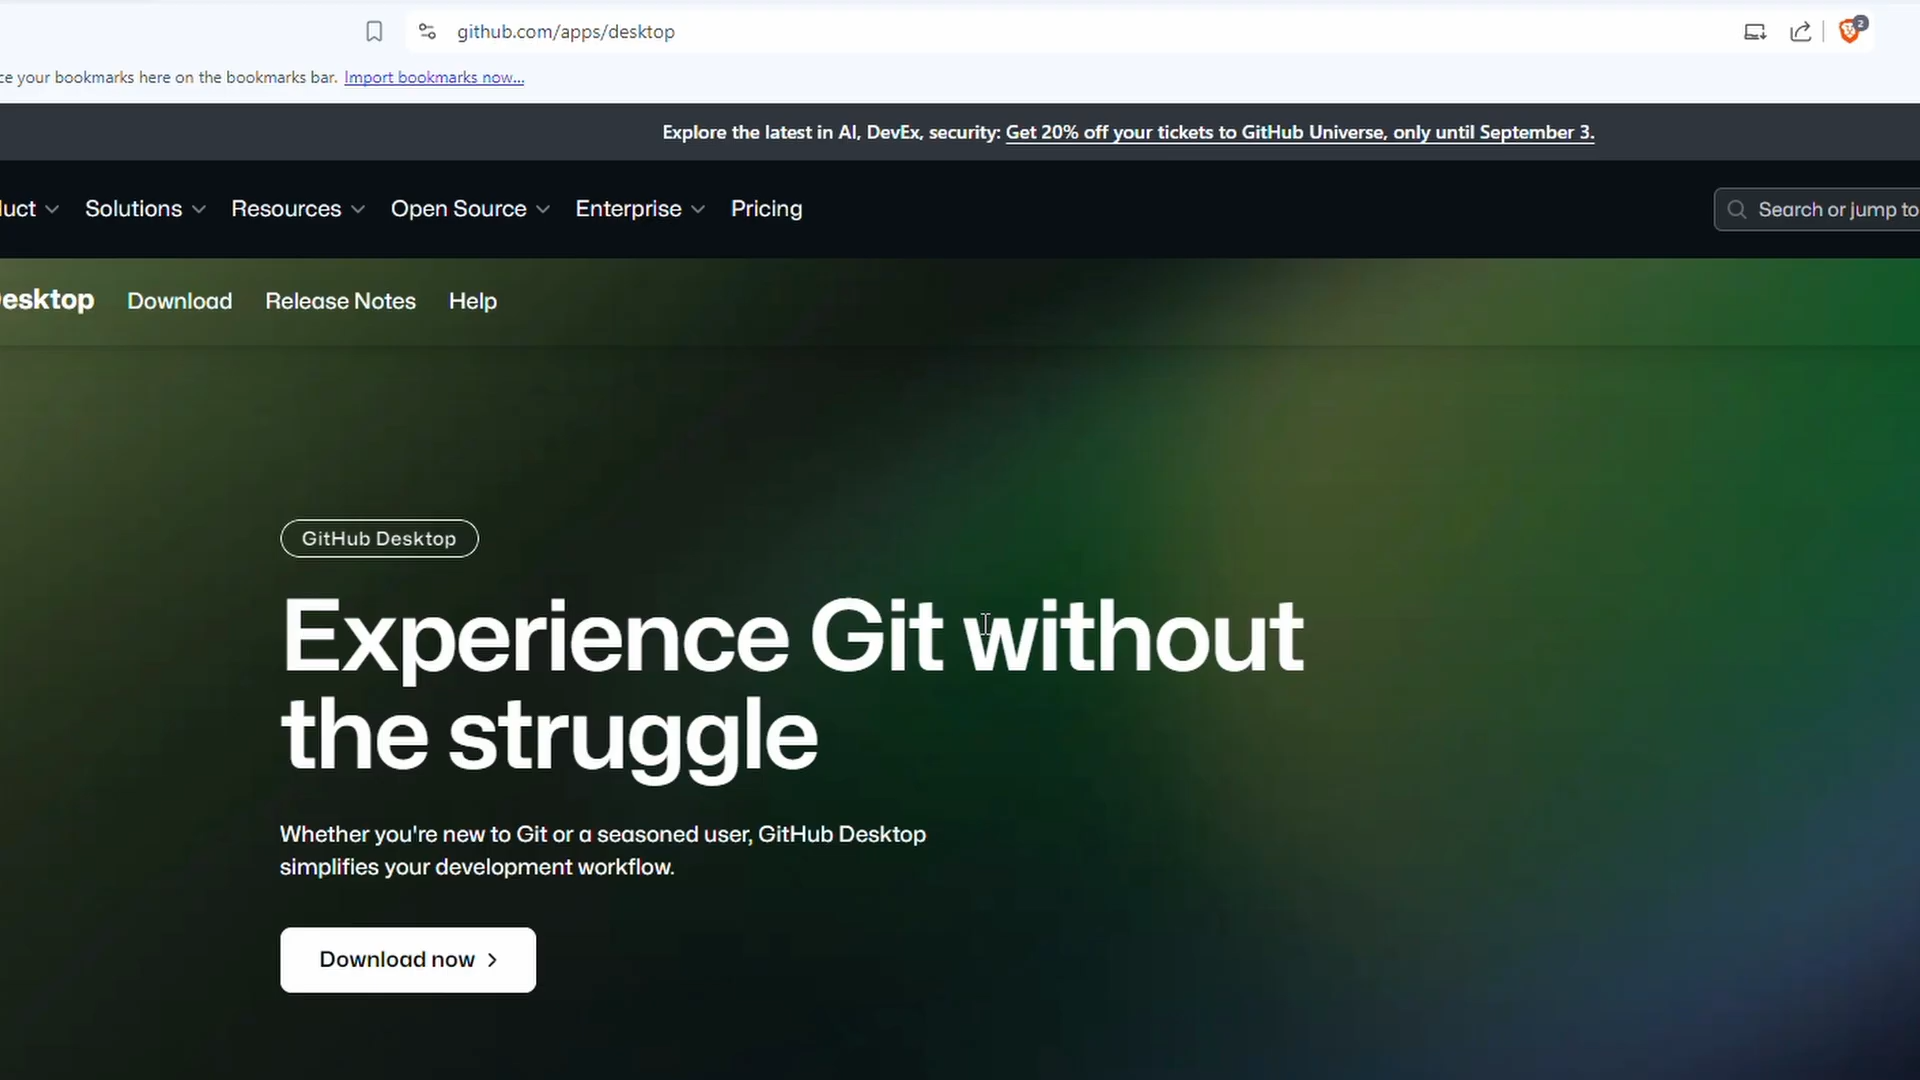 github.com/apps/desktop
2
ce your bookmarks here on the bookmarks bar. Import bookmarks now...
Explore the latest in AI, DevEx, security: Get 20% off your tickets to GitHub Universe, only until September 3.
uct Solutions Resources Open Source Enterprise Pricing Search or jump to
esktop Download Release Notes Help
GitHub Desktop
Experience Git without
the struggle
Whether you're new to Git or a seasoned user, GitHub Desktop
simplifies your development workflow.
Download now